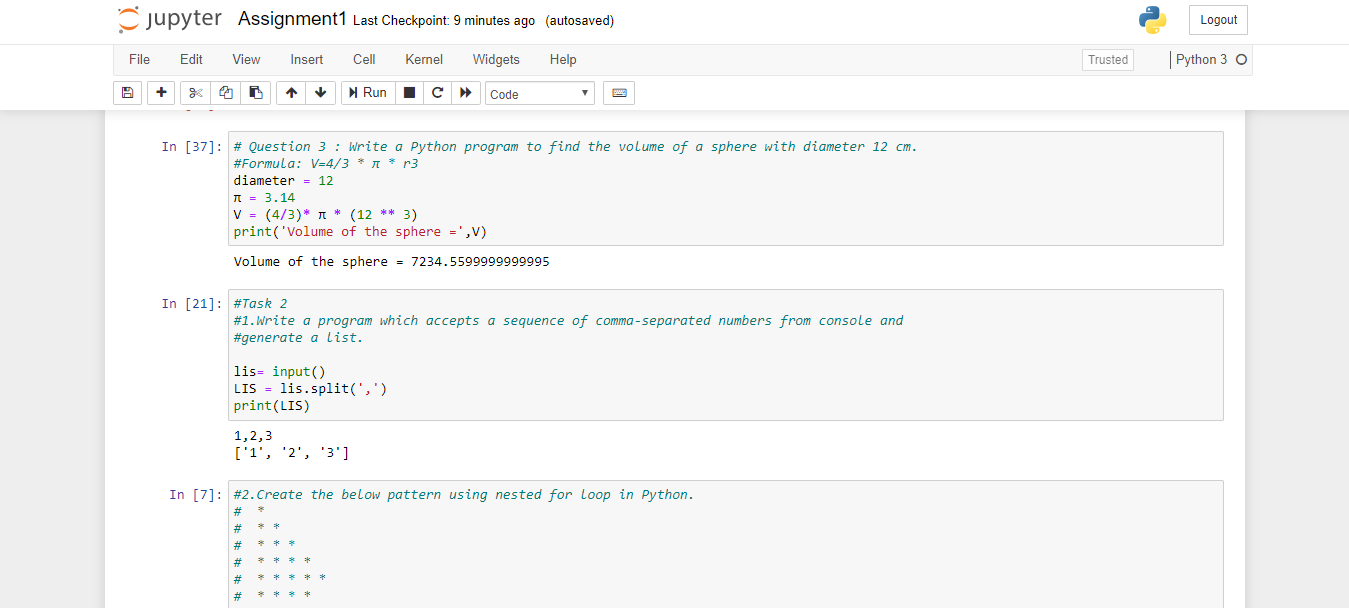 jupyter Assignment1 Last Checkpoint: 9 minutes ago (autosaved)
Logout
File Edit View Insert Cell Kernel Widgets Help
Trusted
Python 3
Run
Code
In [37]:
# Question 3 : Write a Python program to find the volume of a sphere with diameter 12 cm.
#Formula: V=4/3 * π * r3
diameter = 12
π = 3.14
V = (4/3)* π * (12 ** 3)
print('Volume of the sphere =',V)
Volume of the sphere = 7234.5599999999995
In [21]:
#Task 2
#1.Write a program which accepts a sequence of comma-separated numbers from console and
#generate a list.
lis= input()
LIS = lis.split(',')
print(LIS)
1,2,3
['1', '2', '3']
In [7]:
#2.Create the below pattern using nested for loop in Python.
#  *
#  * *
#  * * *
#  * * * *
#  * * * * *
#  * * * *